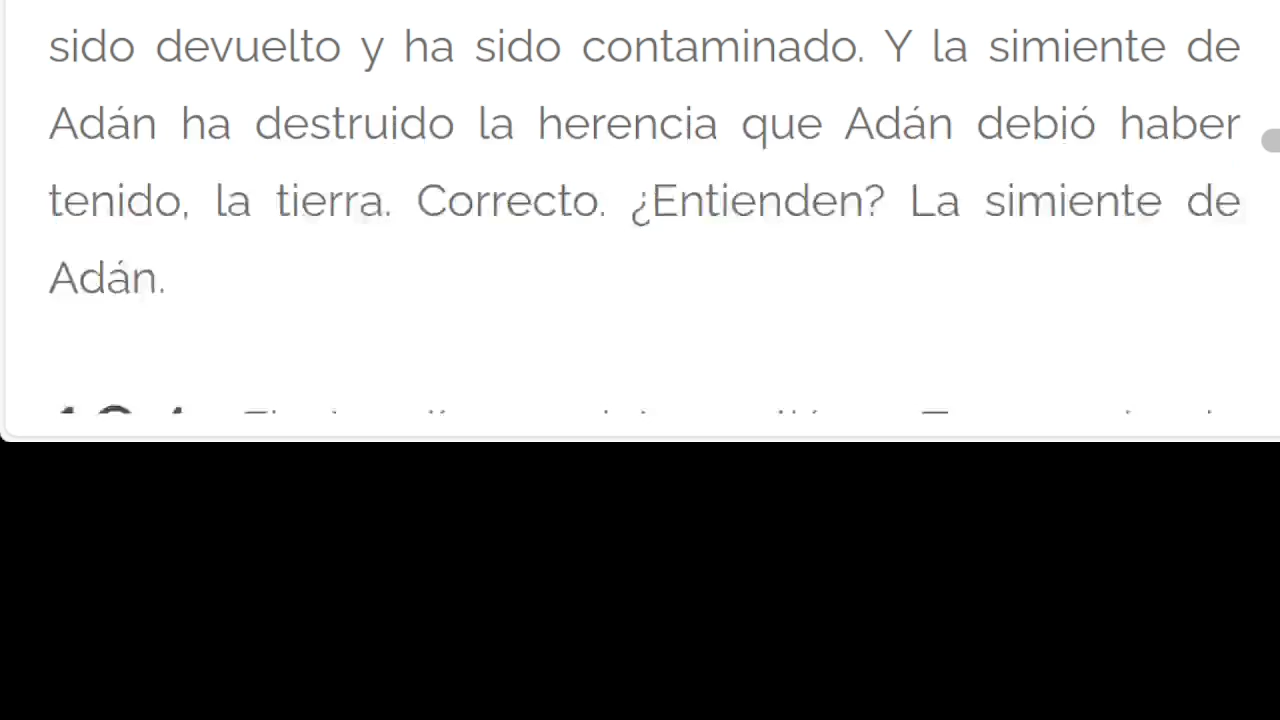 sido devuelto y ha sido contaminado. Y la simiente de
Adán ha destruido la herencia que Adán debió haber
tenido, la tierra. Correcto. ¿Entienden? La simiente de
Adán.